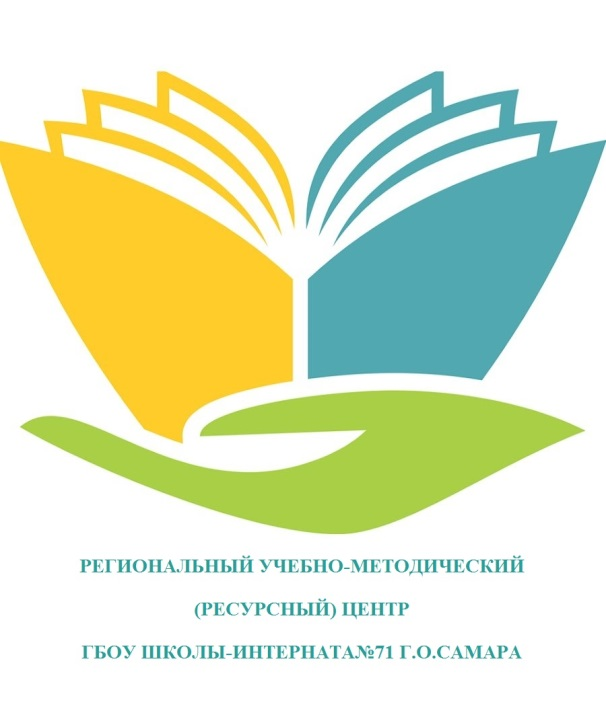 РЕГИОНАЛЬНЫЙ УЧЕБНО-МЕТОДИЧЕСКИЙ
(РЕСУРСНЫЙ) ЦЕНТР
ГБОУ ШКОЛЫ-ИНТЕРНАТА№71 Г.О.САМАРА